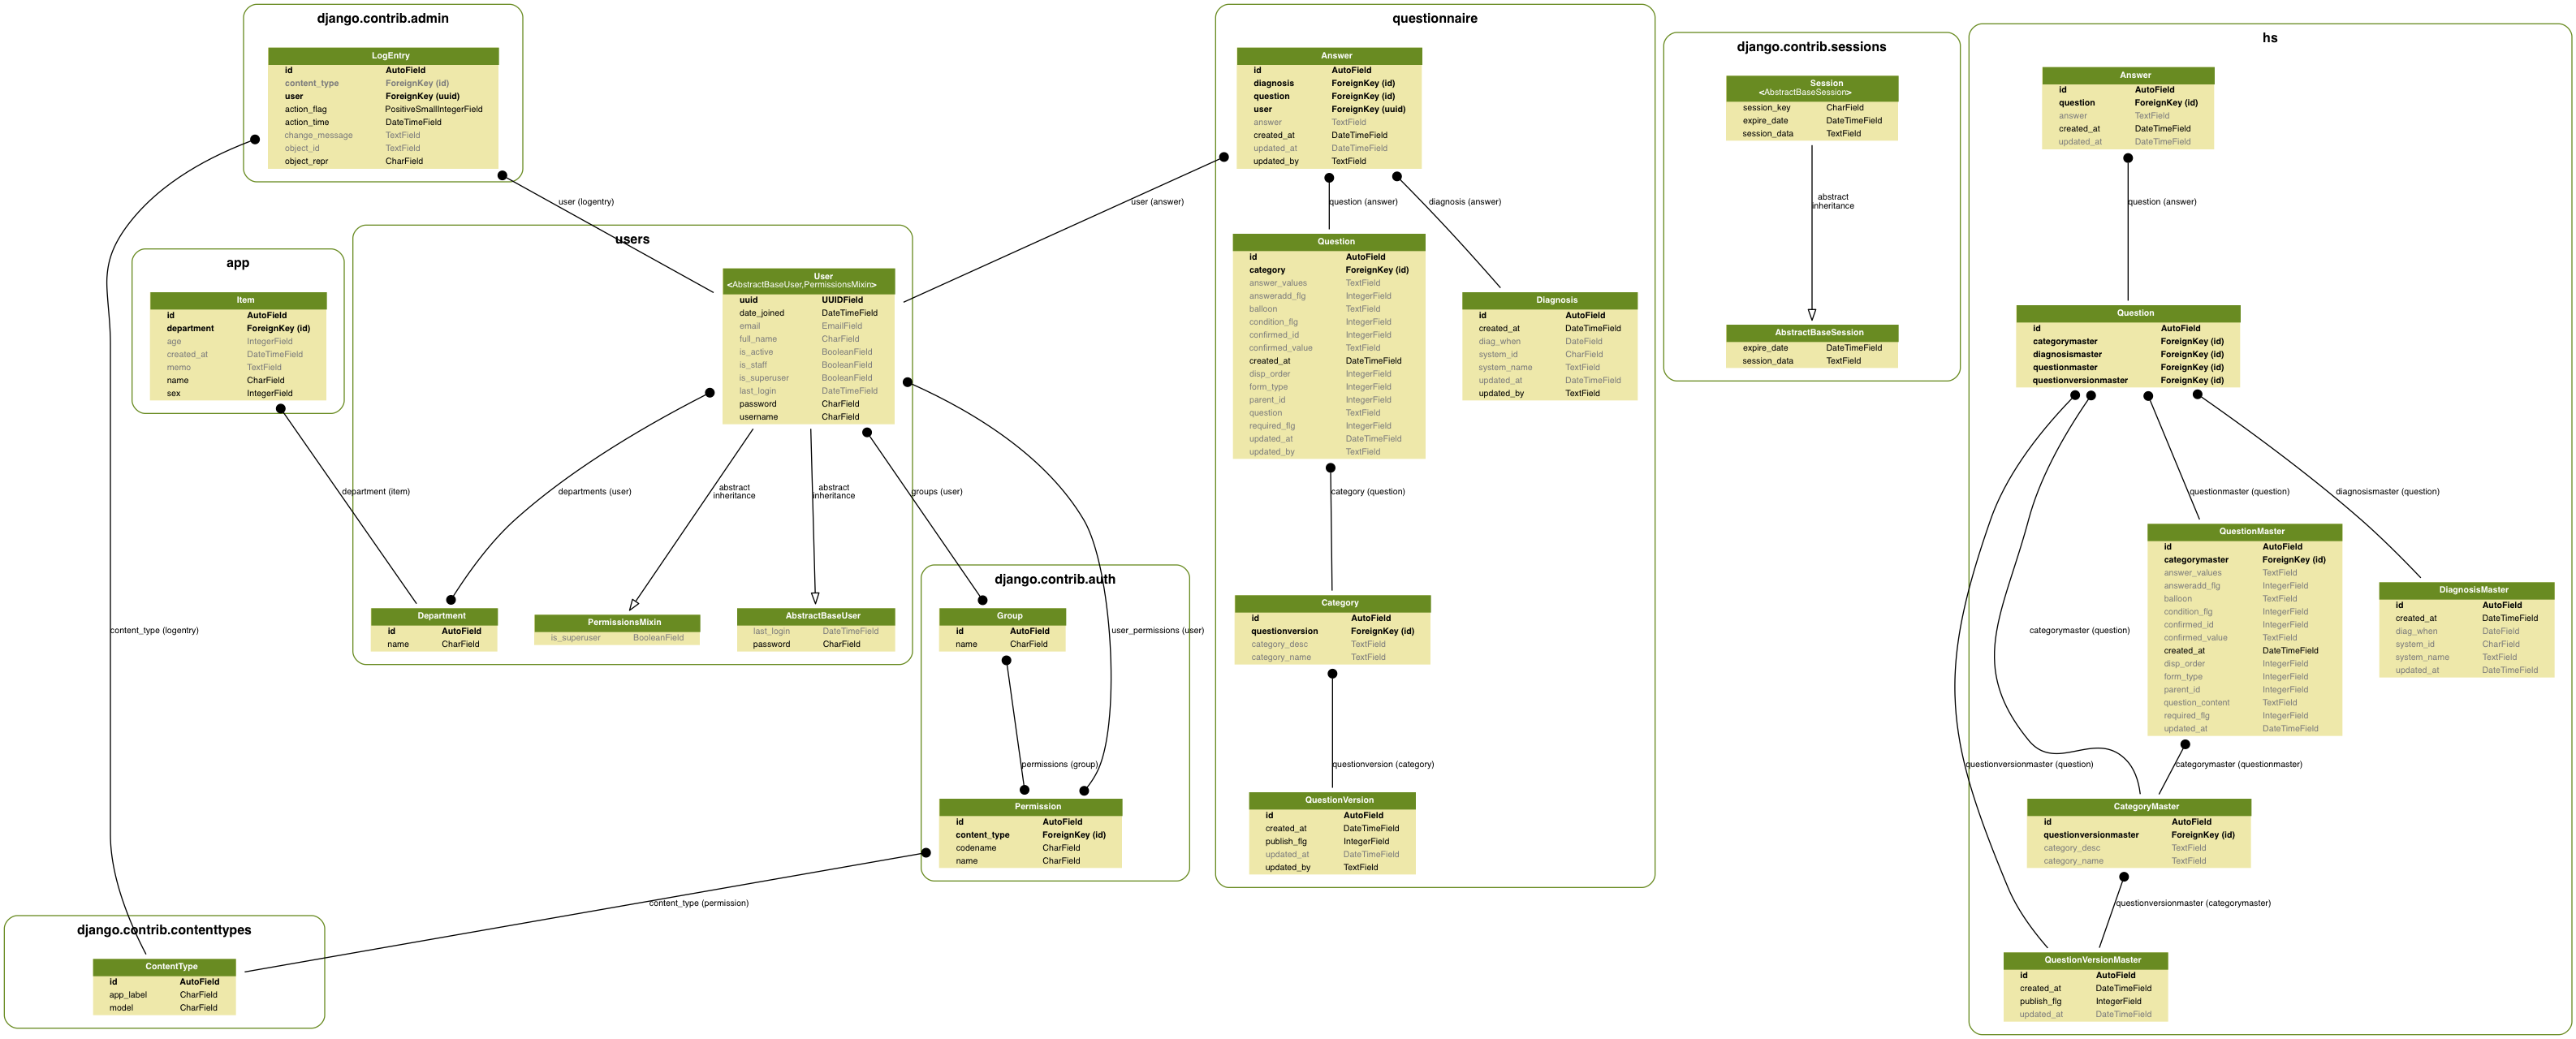 django.contrib.admin
LogEntry
id AutoField
content_type ForeignKey (id)
user ForeignKey (uuid)
action_flag PositiveSmallIntegerField
action_time DateTimeField
change_message TextField
object_id TextField
object_repr CharField
user (logentry)
content_type (logentry)
app
Item
id AutoField
department ForeignKey (id)
age IntegerField
created_at DateTimeField
memo TextField
name CharField
sex IntegerField
department (item)
users
User
<AbstractBaseUser,PermissionsMixin>
uuid UUIDField
date_joined DateTimeField
email EmailField
full_name CharField
is_active BooleanField
is_staff BooleanField
is_superuser BooleanField
last_login DateTimeField
password CharField
username CharField
departments (user)
abstract
inheritance
abstract
inheritance
groups (user)
user_permissions (user)
Department
id AutoField
name CharField
PermissionsMixin
is_superuser BooleanField
AbstractBaseUser
last_login DateTimeField
password CharField
django.contrib.auth
Group
id AutoField
name CharField
permissions (group)
Permission
id AutoField
content_type ForeignKey (id)
codename CharField
name CharField
content_type (permission)
django.contrib.contenttypes
ContentType
id AutoField
app_label CharField
model CharField
questionnaire
Answer
id AutoField
diagnosis ForeignKey (id)
question ForeignKey (id)
user ForeignKey (uuid)
answer TextField
created_at DateTimeField
updated_at DateTimeField
updated_by TextField
user (answer)
question (answer)
diagnosis (answer)
Question
id AutoField
category ForeignKey (id)
answer_values TextField
answeradd_flg IntegerField
balloon TextField
condition_flg IntegerField
confirmed_id IntegerField
confirmed_value TextField
created_at DateTimeField
disp_order IntegerField
form_type IntegerField
parent_id IntegerField
question TextField
required_flg IntegerField
updated_at DateTimeField
updated_by TextField
Diagnosis
id AutoField
created_at DateTimeField
diag_when DateField
system_id CharField
system_name TextField
updated_at DateTimeField
updated_by TextField
category (question)
Category
id AutoField
questionversion ForeignKey (id)
category_desc TextField
category_name TextField
questionversion (category)
QuestionVersion
id AutoField
created_at DateTimeField
publish_flg IntegerField
updated_at DateTimeField
updated_by TextField
django.contrib.sessions
Session
<AbstractBaseSession>
session_key CharField
expire_date DateTimeField
session_data TextField
abstract
inheritance
AbstractBaseSession
expire_date DateTimeField
session_data TextField
hs
Answer
id AutoField
question ForeignKey (id)
answer TextField
created_at DateTimeField
updated_at DateTimeField
question (answer)
Question
id AutoField
categorymaster ForeignKey (id)
diagnosismaster ForeignKey (id)
questionmaster ForeignKey (id)
questionversionmaster ForeignKey (id)
questionmaster (question)
diagnosismaster (question)
categorymaster (question)
questionversionmaster (question)
QuestionMaster
id AutoField
categorymaster ForeignKey (id)
answer_values TextField
answeradd_flg IntegerField
balloon TextField
condition_flg IntegerField
confirmed_id IntegerField
confirmed_value TextField
created_at DateTimeField
disp_order IntegerField
form_type IntegerField
parent_id IntegerField
question_content TextField
required_flg IntegerField
updated_at DateTimeField
DiagnosisMaster
id AutoField
created_at DateTimeField
diag_when DateField
system_id CharField
system_name TextField
updated_at DateTimeField
categorymaster (questionmaster)
CategoryMaster
id AutoField
questionversionmaster ForeignKey (id)
category_desc TextField
category_name TextField
questionversionmaster (categorymaster)
QuestionVersionMaster
id AutoField
created_at DateTimeField
publish_flg IntegerField
updated_at DateTimeField